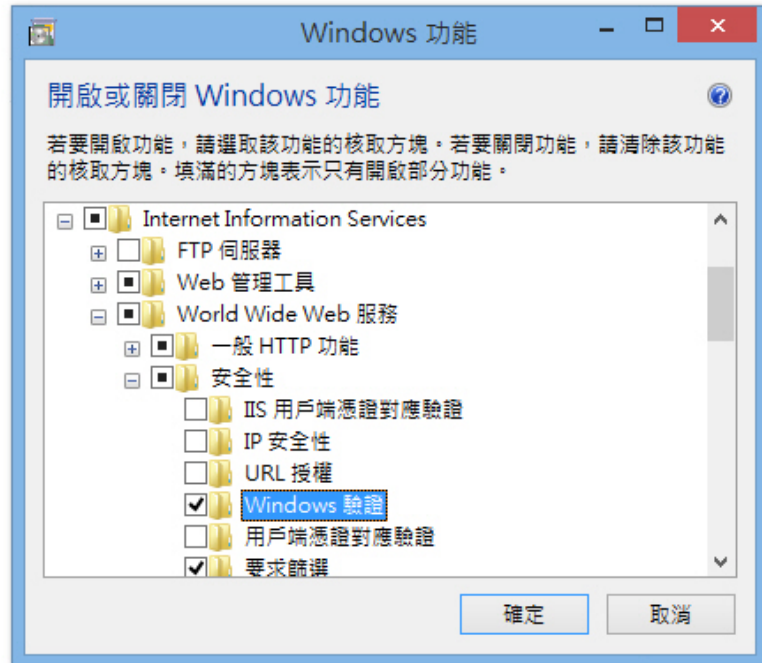 Windows 功能
開啟或關閉 Windows 功能
若要開啟功能，請選取該功能的核取方塊。若要關閉功能，請清除該功能
的核取方塊。填滿的方塊表示只有開啟部分功能。
Internet Information Services
FTP 伺服器
Web 管理工具
World Wide Web 服務
一般 HTTP 功能
安全性
IIS 用戶端憑證對應驗證
IP 安全性
URL 授權
Windows 驗證
用戶端憑證對應驗證
要求篩選
確定
取消